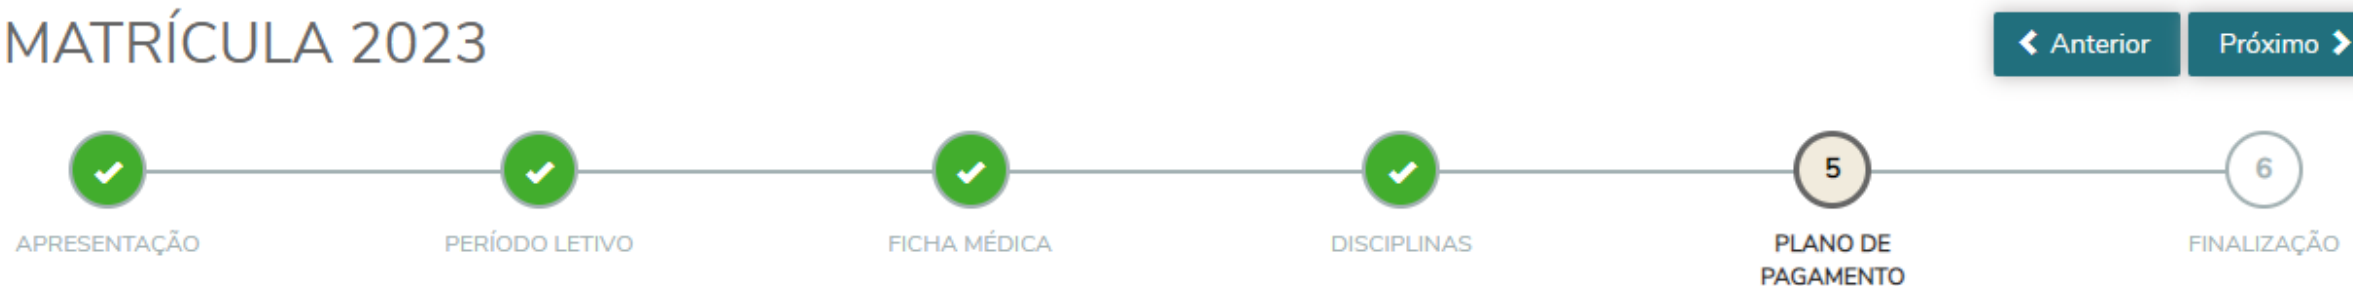 MATRÍCULA 2023
Anterior
Próximo
5
6
APRESENTAÇÃO
PERÍODO LETIVO
FICHA MÉDICA
DISCIPLINAS
PLANO DE
PAGAMENTO
FINALIZAÇÃO